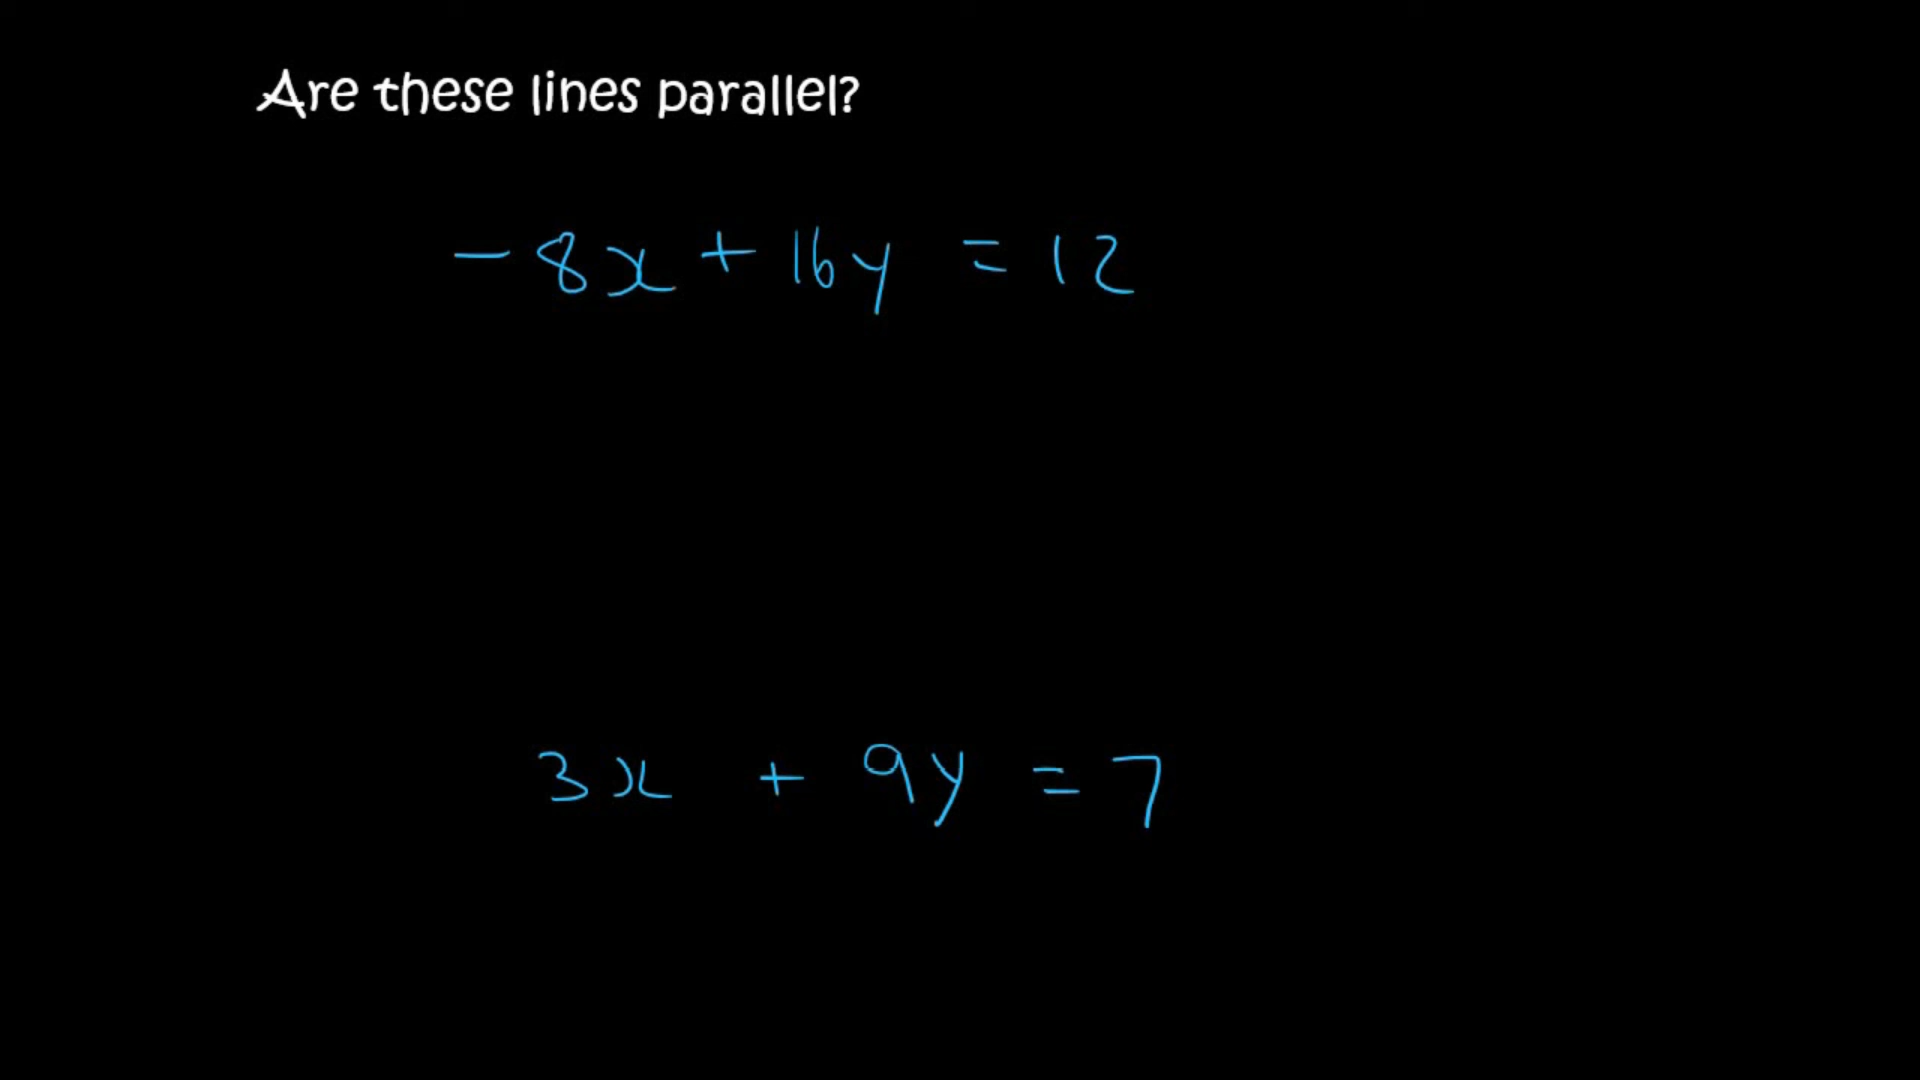 Are these lines parallel?
-8x + 16y = 12
3x + 9y = 7